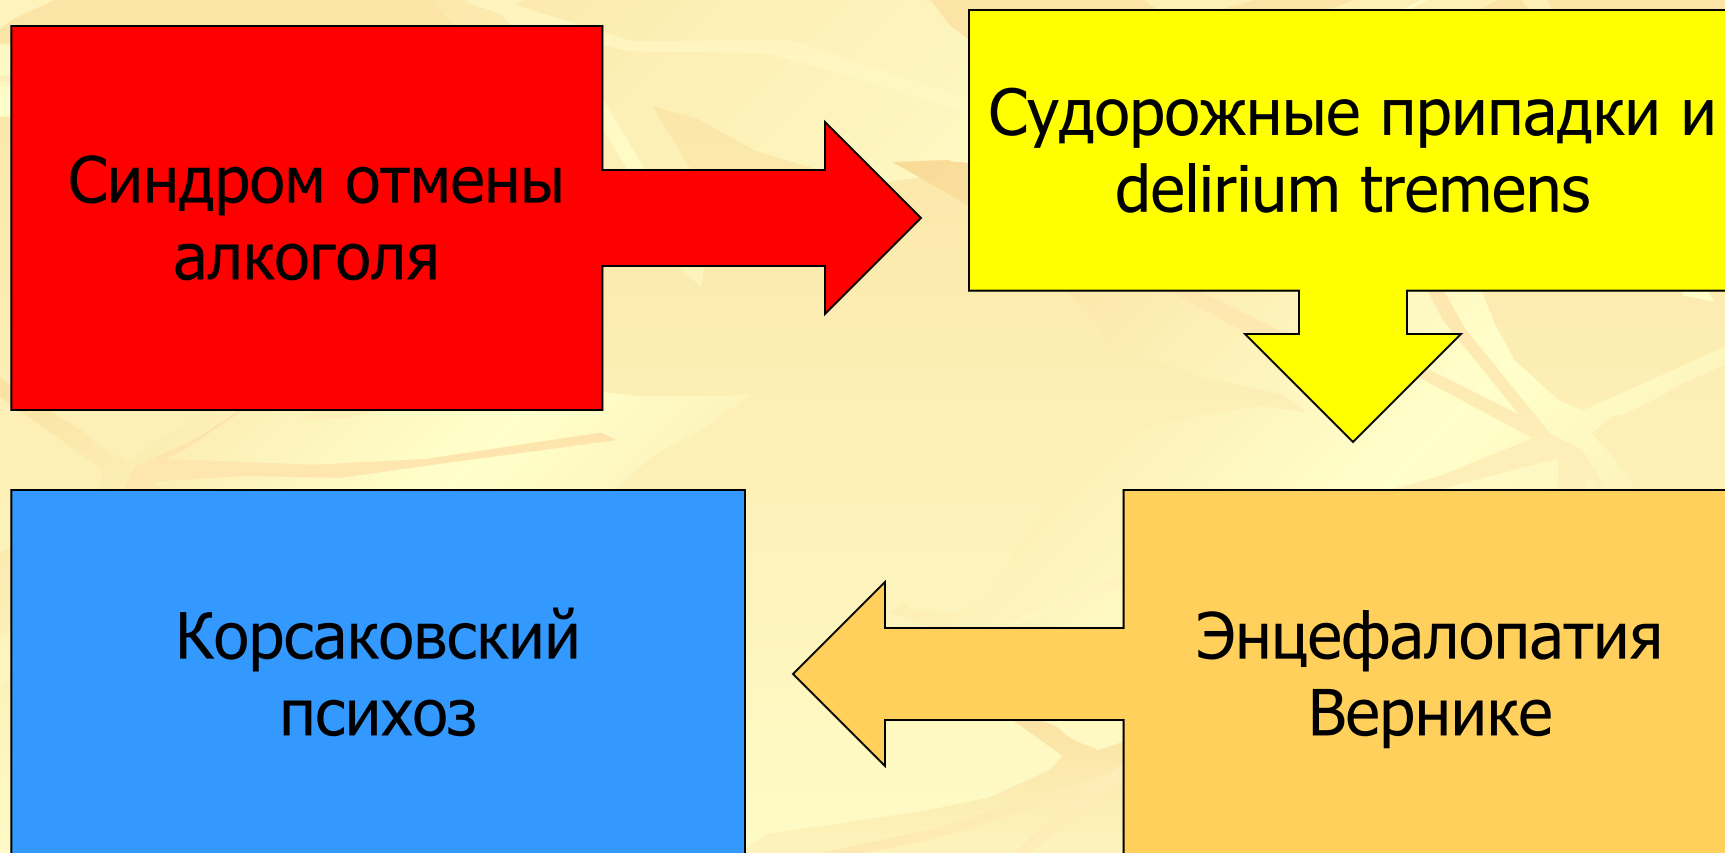 Синдром отмены
алкоголя
Судорожные припадки и
delirium tremens
Энцефалопатия
Вернике
Корсаковский
психоз